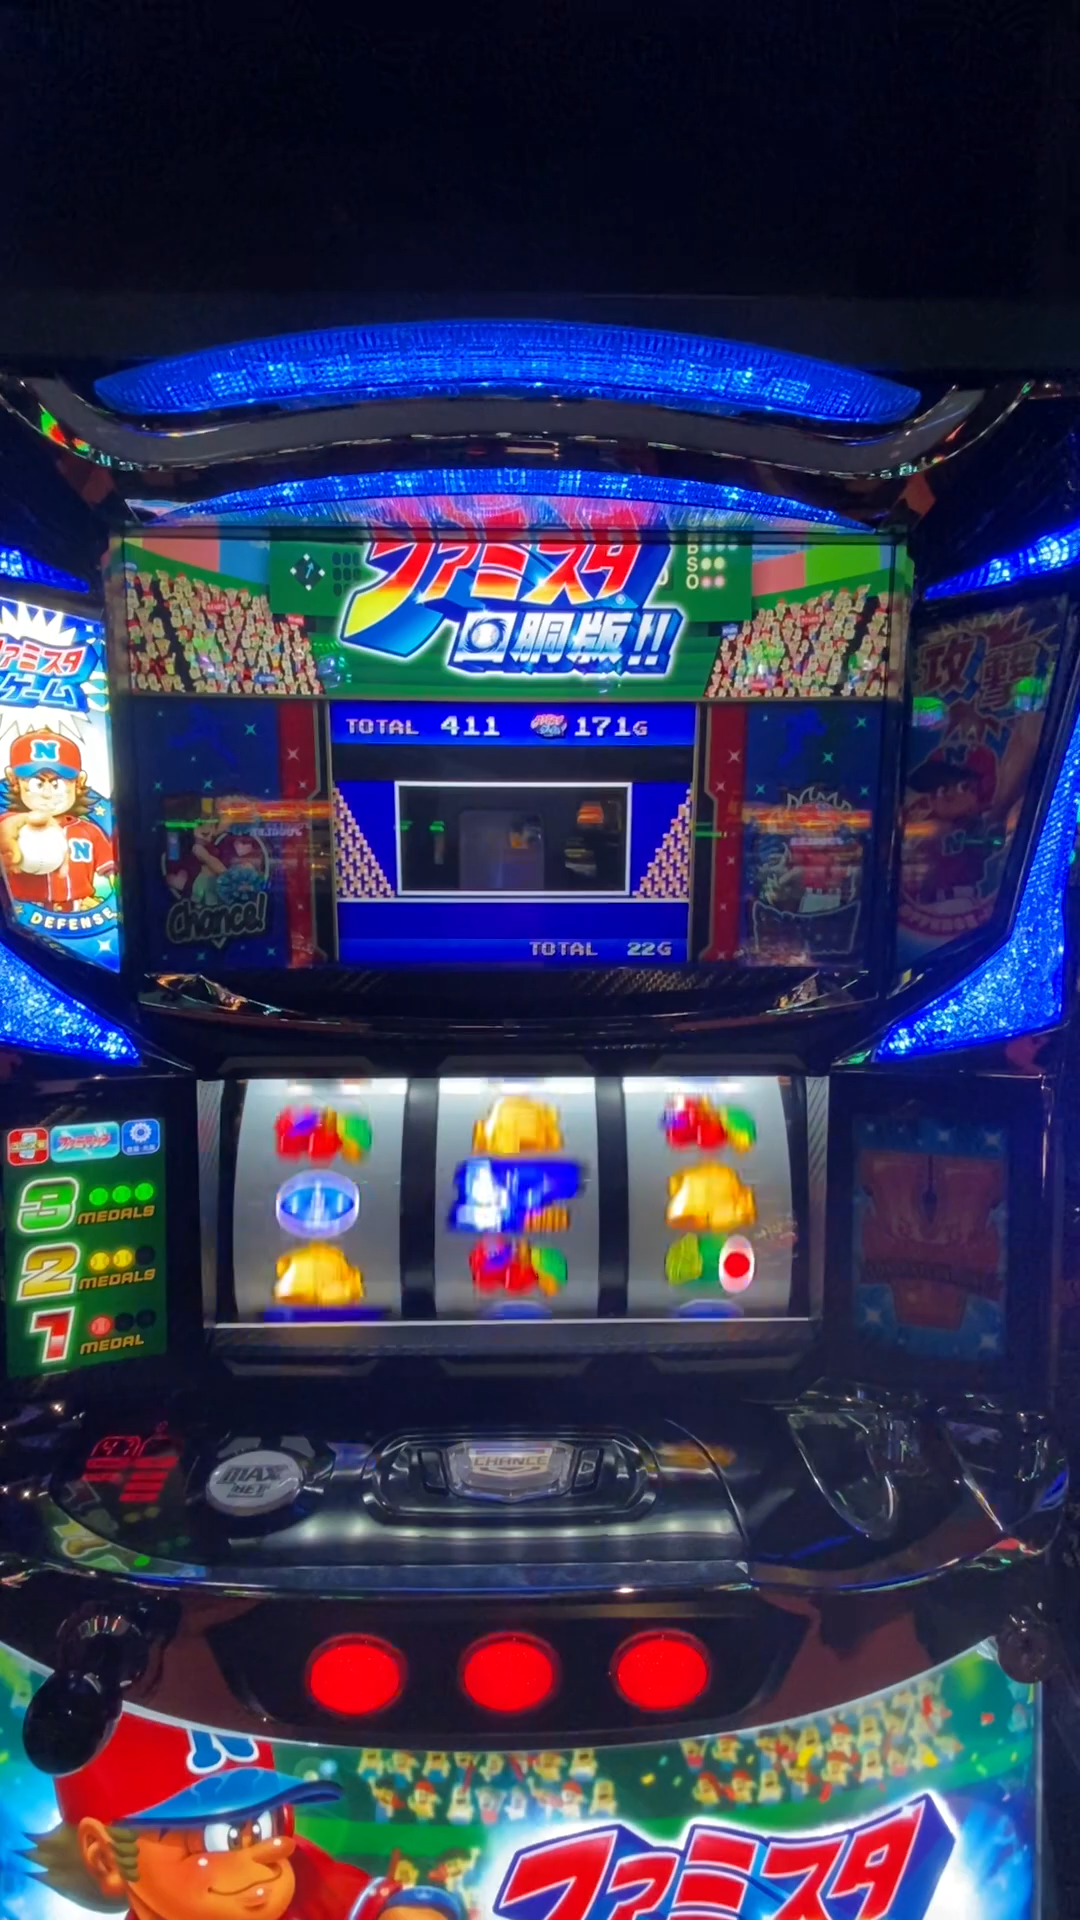 ファミスタ
回胴版!!
B
S
O
TOTAL 411 171G
ファミスタ
ゲーム
N
N
DEFENSE
攻撃
Chance!
TOTAL 22G
3 MEDALS
2 MEDALS
1 MEDAL
MAX
BET
CHANCE
N
ファミスタ